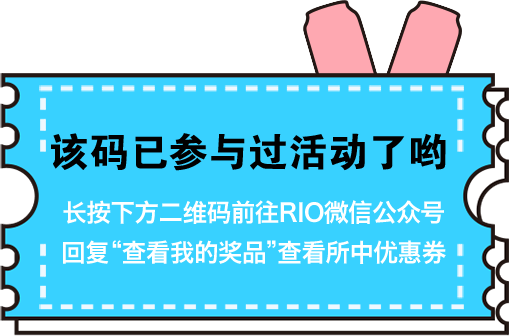 该码已参与过活动了哟
长按下方二维码前往RIO微信公众号
回复“查看我的奖品”查看所中优惠券